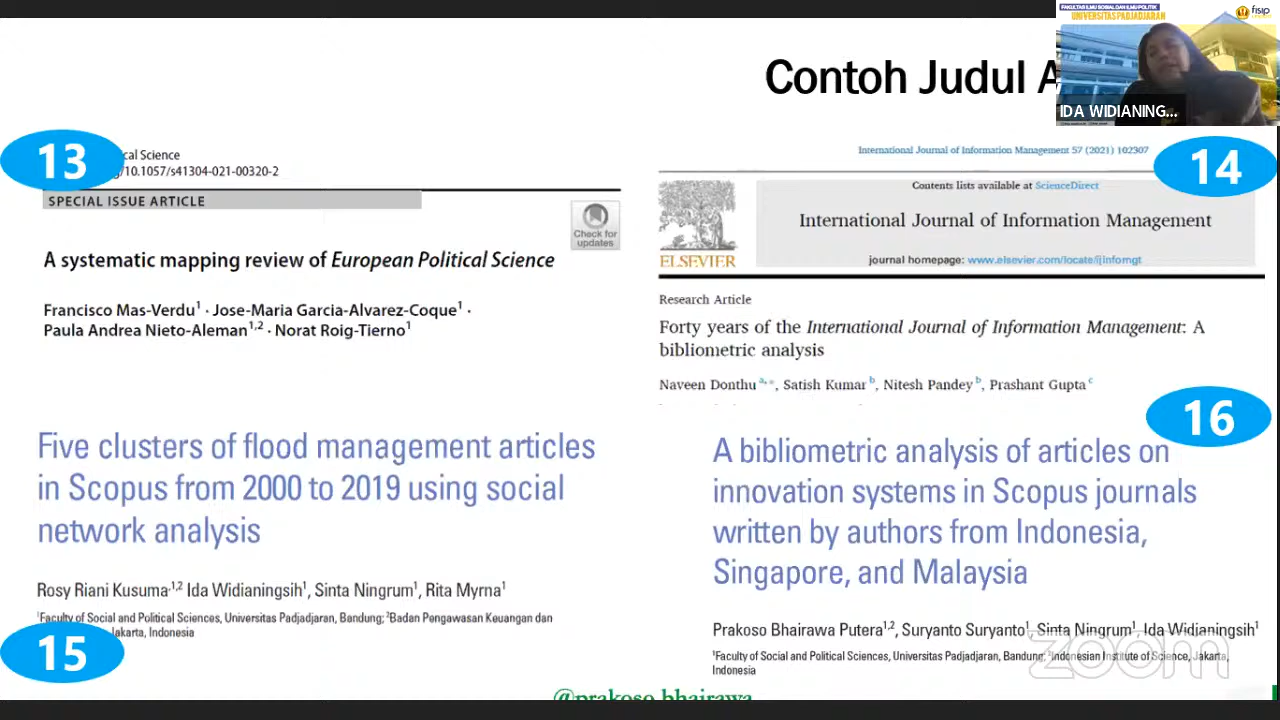 FAKULTAS ILMU SOSIAL DAN ILMU POLITIK
UNIVERSITAS PADJADJARAN
fisip
Contoh Judul A
IDA WIDIANING...
13
ical Science
g/10.1057/s41304-021-00320-2
SPECIAL ISSUE ARTICLE
Check for
updates
A systematic mapping review of European Political Science
Francisco Mas-Verdu1 · Jose-Maria Garcia-Alvarez-Coque1 ·
Paula Andrea Nieto-Aleman1,2 · Norat Roig-Tierno1
14
International Journal of Information Management 57 (2021) 102307
Contents lists available at ScienceDirect
International Journal of Information Management
ELSEVIER
journal homepage: www.elsevier.com/locate/ijinfomgt
Research Article
Forty years of the International Journal of Information Management: A
bibliometric analysis
Naveen Donthu a,*, Satish Kumar b, Nitesh Pandey b, Prashant Gupta c
Five clusters of flood management articles
in Scopus from 2000 to 2019 using social
network analysis
Rosy Riani Kusuma,1,2 Ida Widianingsih1, Sinta Ningrum1, Rita Myrna1
1Faculty of Social and Political Sciences, Universitas Padjadjaran, Bandung; 2Badan Pengawasan Keuangan dan
Jakarta, Indonesia
15
16
A bibliometric analysis of articles on
innovation systems in Scopus journals
written by authors from Indonesia,
Singapore, and Malaysia
Prakoso Bhairawa Putera1,2, Suryanto Suryanto1, Sinta Ningrum1, Ida Widianingsih1
1Faculty of Social and Political Sciences, Universitas Padjadjaran, Bandung; 2Indonesian Institute of Science, Jakarta,
Indonesia
zoom
@prakoso.bhairawa